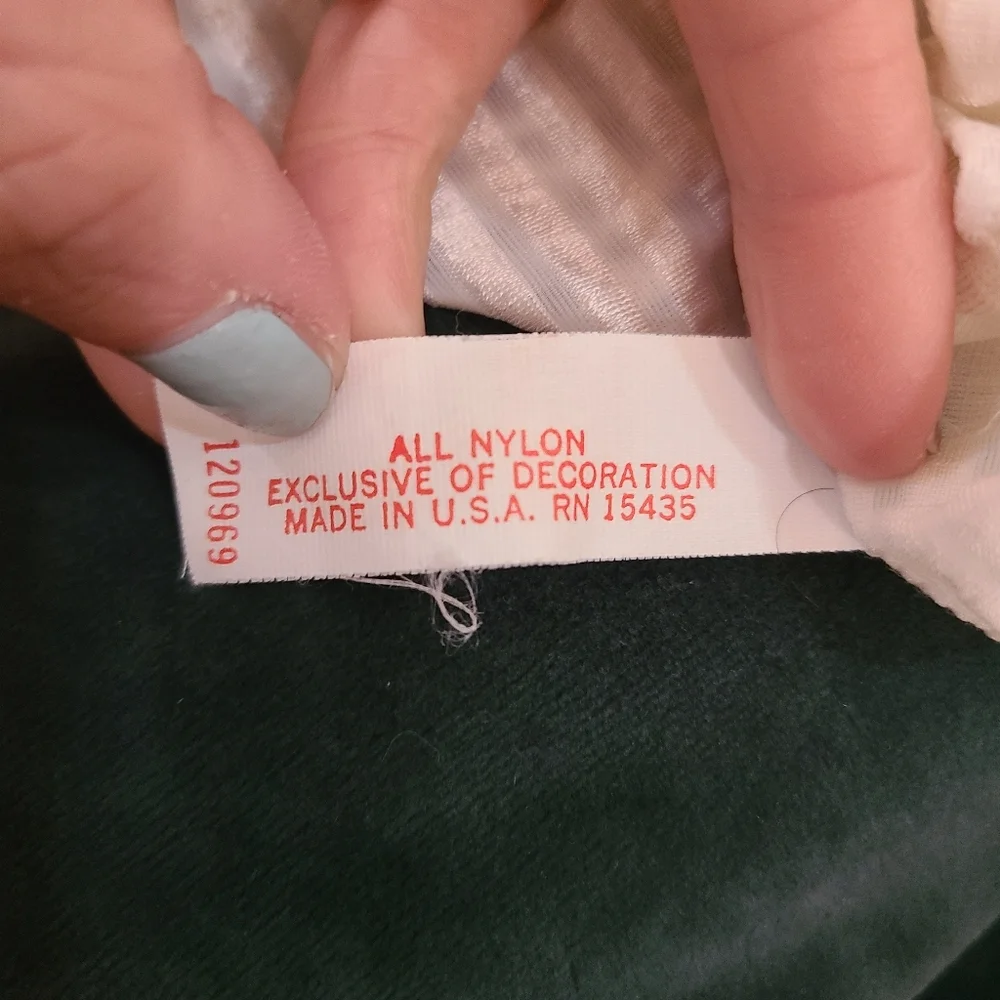 ALL NYLON
EXCLUSIVE OF DECORATION
MADE IN U.S.A. RN 15435
120969